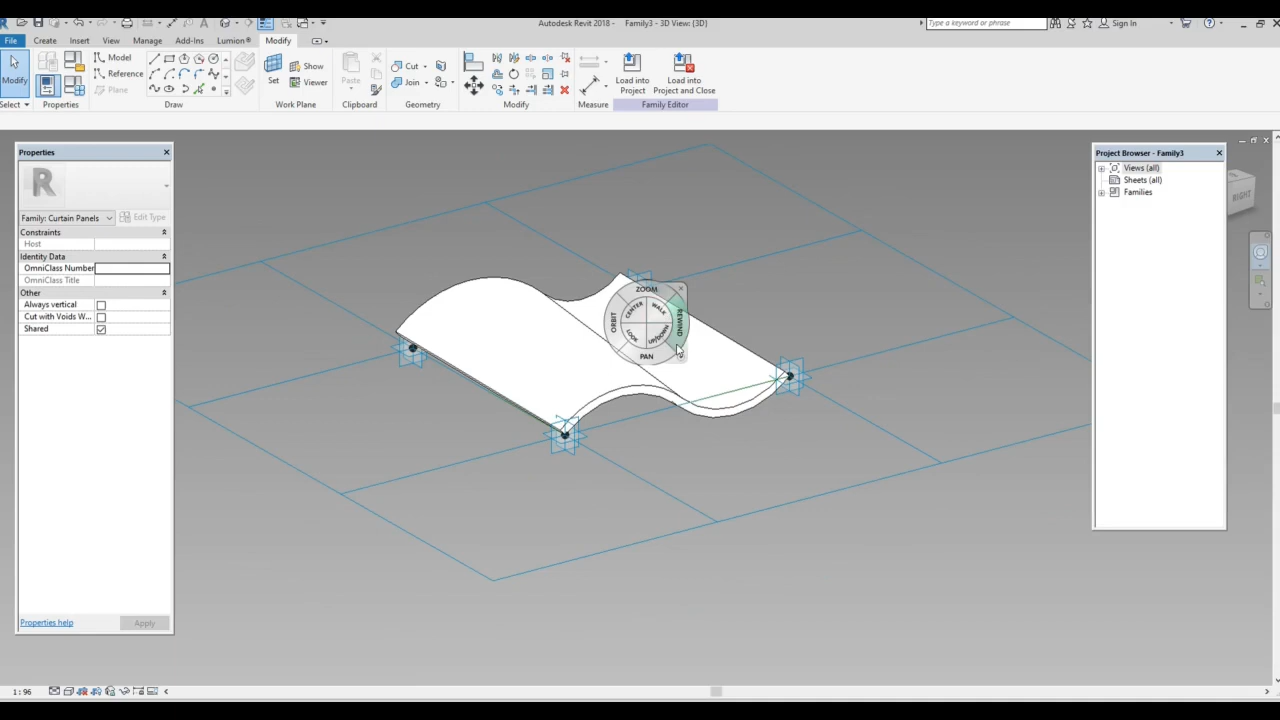 Autodesk Revit 2018 - Family3 - 3D View: {3D}
Type a keyword or phrase
Sign In
File Create Insert View Manage Add-Ins Lumion® Modify
Modify
Select
Properties
Model
Reference
Plane
Draw
Set
Show
Viewer
Work Plane
Paste
Clipboard
Cut
Join
Geometry
Modify
Measure
Load into
Project
Load into
Project and Close
Family Editor
Properties
R
Family: Curtain Panels
Edit Type
Constraints
Host
Identity Data
OmniClass Number
OmniClass Title
Other
Always vertical
Cut with Voids W...
Shared
Properties help
Apply
ZOOM
CENTER
WALK
ORBIT
REWIND
LOOK
UP/DOWN
PAN
Project Browser - Family3
Views (all)
Sheets (all)
Families
RIGHT
1 : 96